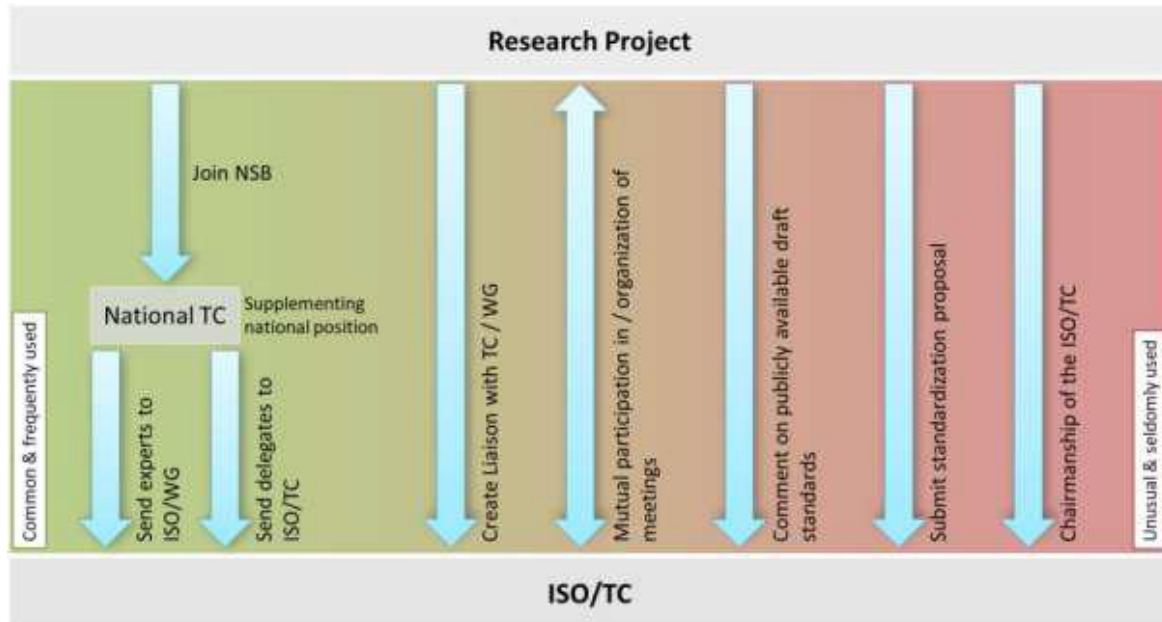 Research Project
Join NSB
National TC
Supplementing
national position
Common & frequently used
Send experts to
ISO/WG
Send delegates to
ISO/TC
Create Liaison with TC / WG
Mutual participation in / organization of
meetings
Comment on publicly available draft
standards
Submit standardization proposal
Chairmanship of the ISO/TC
Unusual & seldomly used
ISO/TC